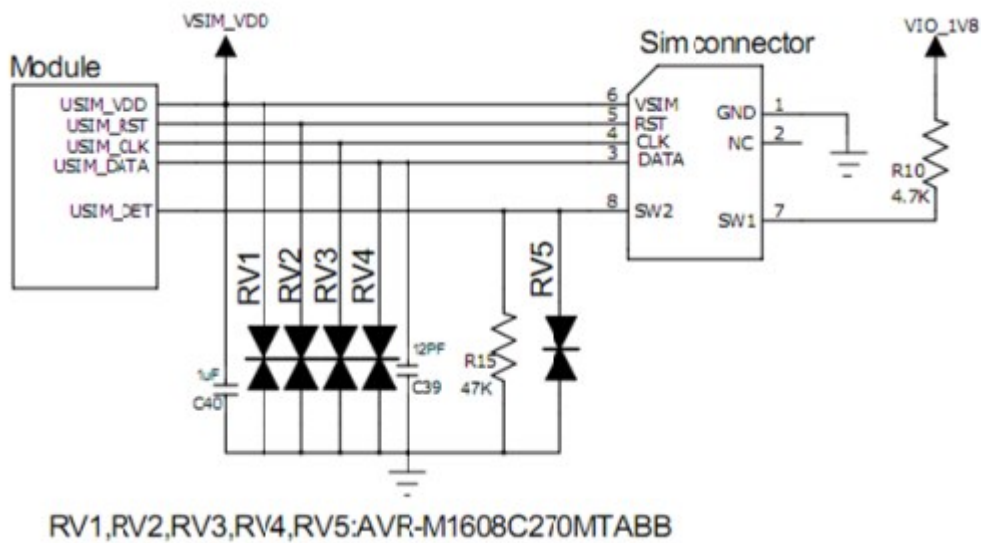 VSIM_VDD
VIO_1V8
Module
Sim connector
USIM_VDD
USIM_RST
USIM_CLK
USIM_DATA
USIM_DET
6
5
4
3
8
VSIM
RST
CLK
DATA
SW2
GND
NC
SW1
1
2
7
R10
4.7K
RV1
RV2
RV3
RV4
RV5
1uF
C40
12PF
C39
R15
47K
RV1,RV2,RV3,RV4,RV5:AVR-M1608C270MTABB